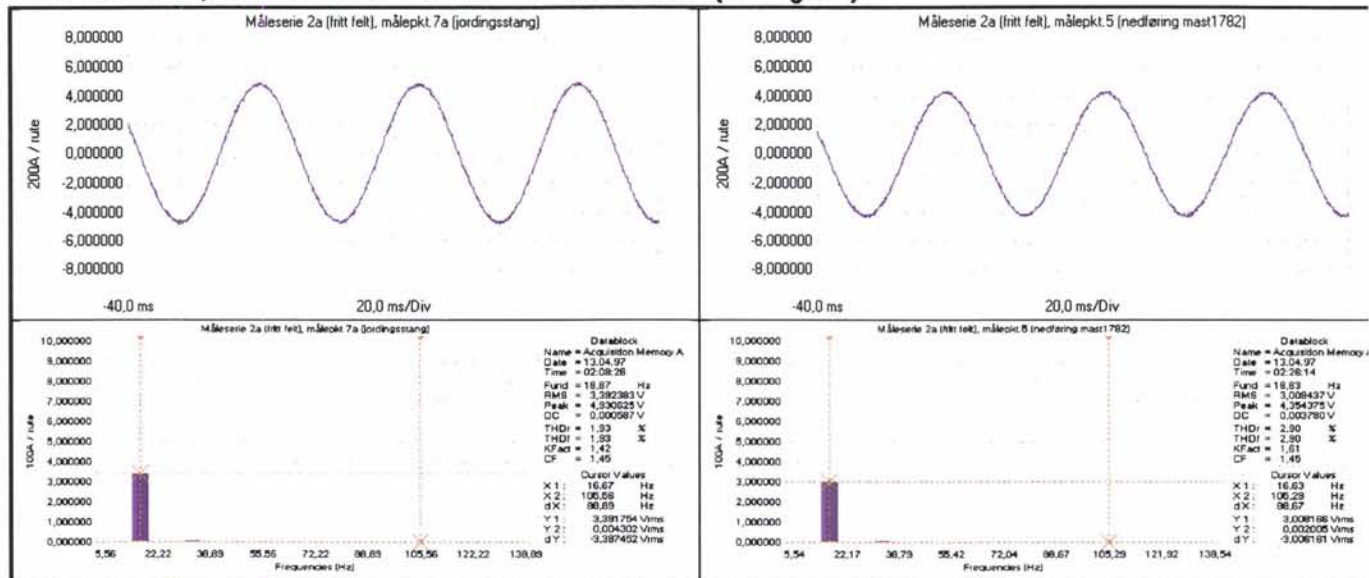 Måleserie 2a (fritt felt), målepkt.7a (jordingsstang)
8,000000
6,000000
4,000000
2,000000
0,000000
-2,000000
-4,000000
-6,000000
-8,000000
200A / rute
-40,0 ms
20,0 ms/Div
Måleserie 2a (fritt felt), målepkt.5 (nedføring mast1782)
8,000000
6,000000
4,000000
2,000000
0,000000
-2,000000
-4,000000
-6,000000
-8,000000
200A / rute
-40,0 ms
20,0 ms/Div
Måleserie 2a (fritt felt), målepkt.7a (jordingsstang)
10,000000
9,000000
8,000000
7,000000
6,000000
5,000000
4,000000
3,000000
2,000000
1,000000
0,000000
100A / rute
5,56 22,22 38,89 55,56 72,22 88,89 105,56 122,22 138,89
Frequencies (Hz)
Datablock
Name = Acquisition Memory A
Date = 13.04.97
Time = 02:08:26
Fund = 16,67 Hz
RMS = 3,392383 V
Peak = 4,930625 V
DC = 0,000587 V
THDr = 1,93 %
THDf = 1,93 %
KFact = 1,42
CF = 1,45
Cursor Values
X 1 : 16,67 Hz
X 2 : 105,56 Hz
dX : 88,89 Hz
Y 1 : 3,391754 Vrms
Y 2 : 0,004302 Vrms
dY : -3,387452 Vrms
Måleserie 2a (fritt felt), målepkt.5 (nedføring mast1782)
10,000000
9,000000
8,000000
7,000000
6,000000
5,000000
4,000000
3,000000
2,000000
1,000000
0,000000
100A / rute
5,54 22,17 38,79 55,42 72,04 88,67 105,29 121,92 138,54
Frequencies (Hz)
Datablock
Name = Acquisition Memory
Date = 13.04.97
Time = 02:26:14
Fund = 16,63 Hz
RMS = 3,009437 V
Peak = 4,354375 V
DC = 0,003780 V
THDr = 2,90 %
THDf = 2,90 %
KFact = 1,61
CF = 1,45
Cursor Values
X 1 : 16,63 Hz
X 2 : 105,29 Hz
dX : 88,67 Hz
Y 1 : 3,008166 Vrms
Y 2 : 0,002005 Vrms
dY : -3,006161 Vrms